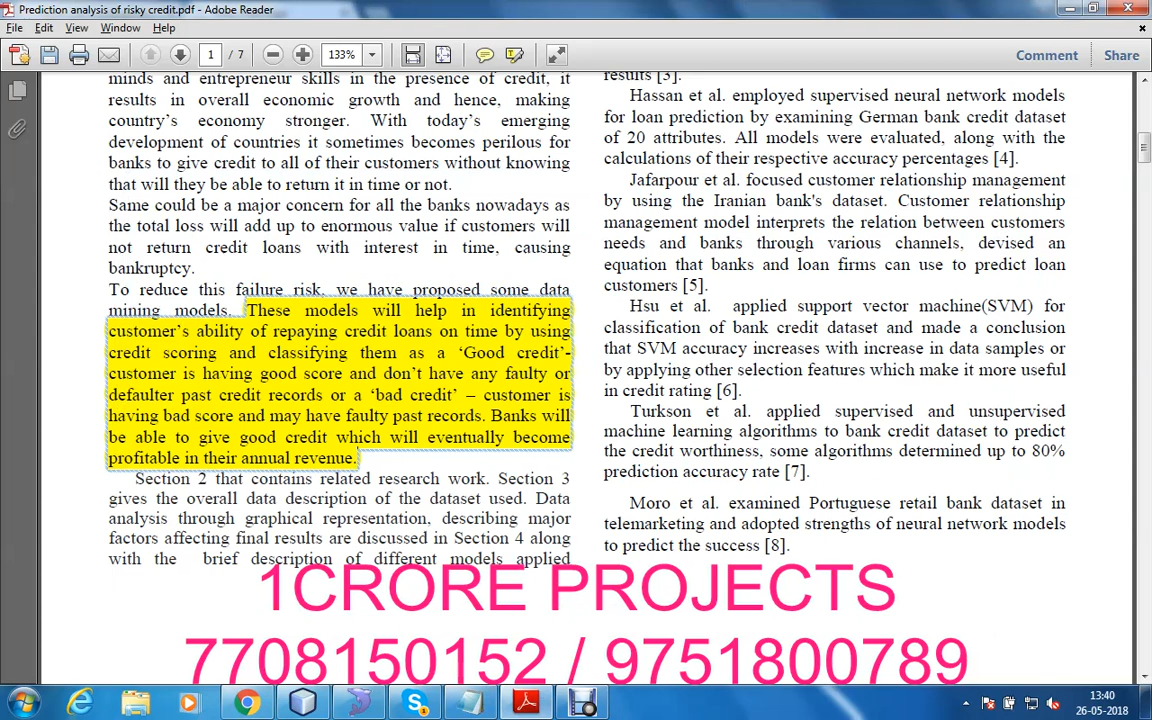 Prediction analysis of risky credit.pdf - Adobe Reader
File Edit View Window Help
1 / 7 133% Comment Share
minds and entrepreneur skills in the presence of credit, it
results in overall economic growth and hence, making
country's economy stronger. With today's emerging
development of countries it sometimes becomes perilous for
banks to give credit to all of their customers without knowing
that will they be able to return it in time or not.
Same could be a major concern for all the banks nowadays as
the total loss will add up to enormous value if customers will
not return credit loans with interest in time, causing
bankruptcy.
To reduce this failure risk, we have proposed some data
mining models. These models will help in identifying
customer's ability of repaying credit loans on time by using
credit scoring and classifying them as a 'Good credit'-
customer is having good score and don't have any faulty or
defaulter past credit records or a 'bad credit' – customer is
having bad score and may have faulty past records. Banks will
be able to give good credit which will eventually become
profitable in their annual revenue.
Section 2 that contains related research work. Section 3
gives the overall data description of the dataset used. Data
analysis through graphical representation, describing major
factors affecting final results are discussed in Section 4 along
with the brief description of different models applied
results [3].
Hassan et al. employed supervised neural network models
for loan prediction by examining German bank credit dataset
of 20 attributes. All models were evaluated, along with the
calculations of their respective accuracy percentages [4].
Jafarpour et al. focused customer relationship management
by using the Iranian bank's dataset. Customer relationship
management model interprets the relation between customers
needs and banks through various channels, devised an
equation that banks and loan firms can use to predict loan
customers [5].
Hsu et al. applied support vector machine(SVM) for
classification of bank credit dataset and made a conclusion
that SVM accuracy increases with increase in data samples or
by applying other selection features which make it more useful
in credit rating [6].
Turkson et al. applied supervised and unsupervised
machine learning algorithms to bank credit dataset to predict
the credit worthiness, some algorithms determined up to 80%
prediction accuracy rate [7].
Moro et al. examined Portuguese retail bank dataset in
telemarketing and adopted strengths of neural network models
to predict the success [8].
1CRORE PROJECTS
7708150152 / 9751800789
13:40
26-05-2018